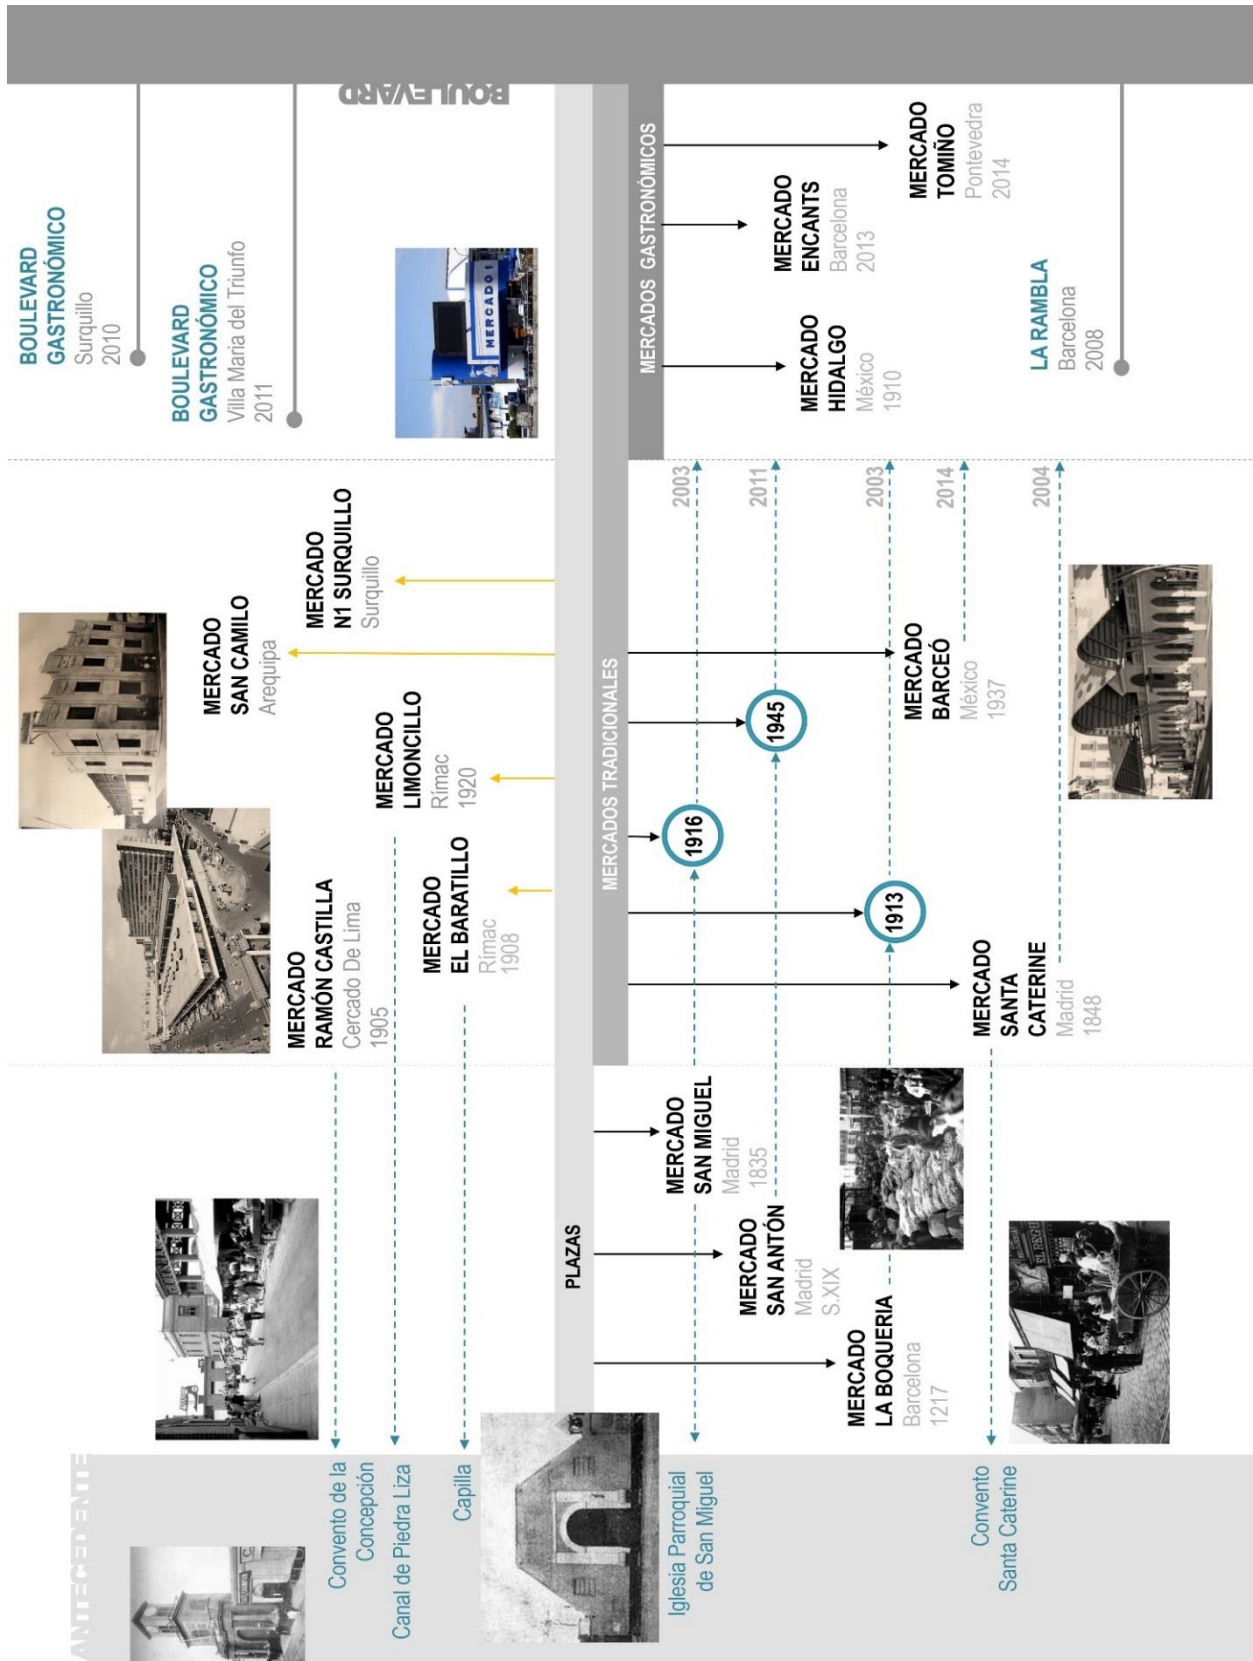 ANTECEDENTE
Convento de la
Concepción
Canal de Piedra Liza
Capilla
Iglesia Parroquial
de San Miguel
Convento
Santa Caterine
PLAZAS
MERCADO
LA BOQUERIA
Barcelona
1217
MERCADO
SAN ANTÓN
Madrid
S.XIX
MERCADO
SAN MIGUEL
Madrid
1835
MERCADO
RAMÓN CASTILLA
Cercado De Lima
1905
MERCADO
EL BARATILLO
Rímac
1908
MERCADO
LIMONCILLO
Rímac
1920
MERCADO
SAN CAMILO
Arequipa
MERCADO
N1 SURQUILLO
Surquillo
MERCADOS TRADICIONALES
MERCADO
SANTA
CATERINE
Madrid
1848
1913
1916
1945
MERCADO
BARCEÓ
México
1937
2003
2011
2003
2014
2004
BOULEVARD
GASTRONÓMICO
Surquillo
2010
BOULEVARD
GASTRONÓMICO
Villa Maria del Triunfo
2011
BOULEVARD
MERCADO 1
MERCADOS GASTRONÓMICOS
MERCADO
HIDALGO
México
1910
MERCADO
ENCANTS
Barcelona
2013
MERCADO
TOMIÑO
Pontevedra
2014
LA RAMBLA
Barcelona
2008